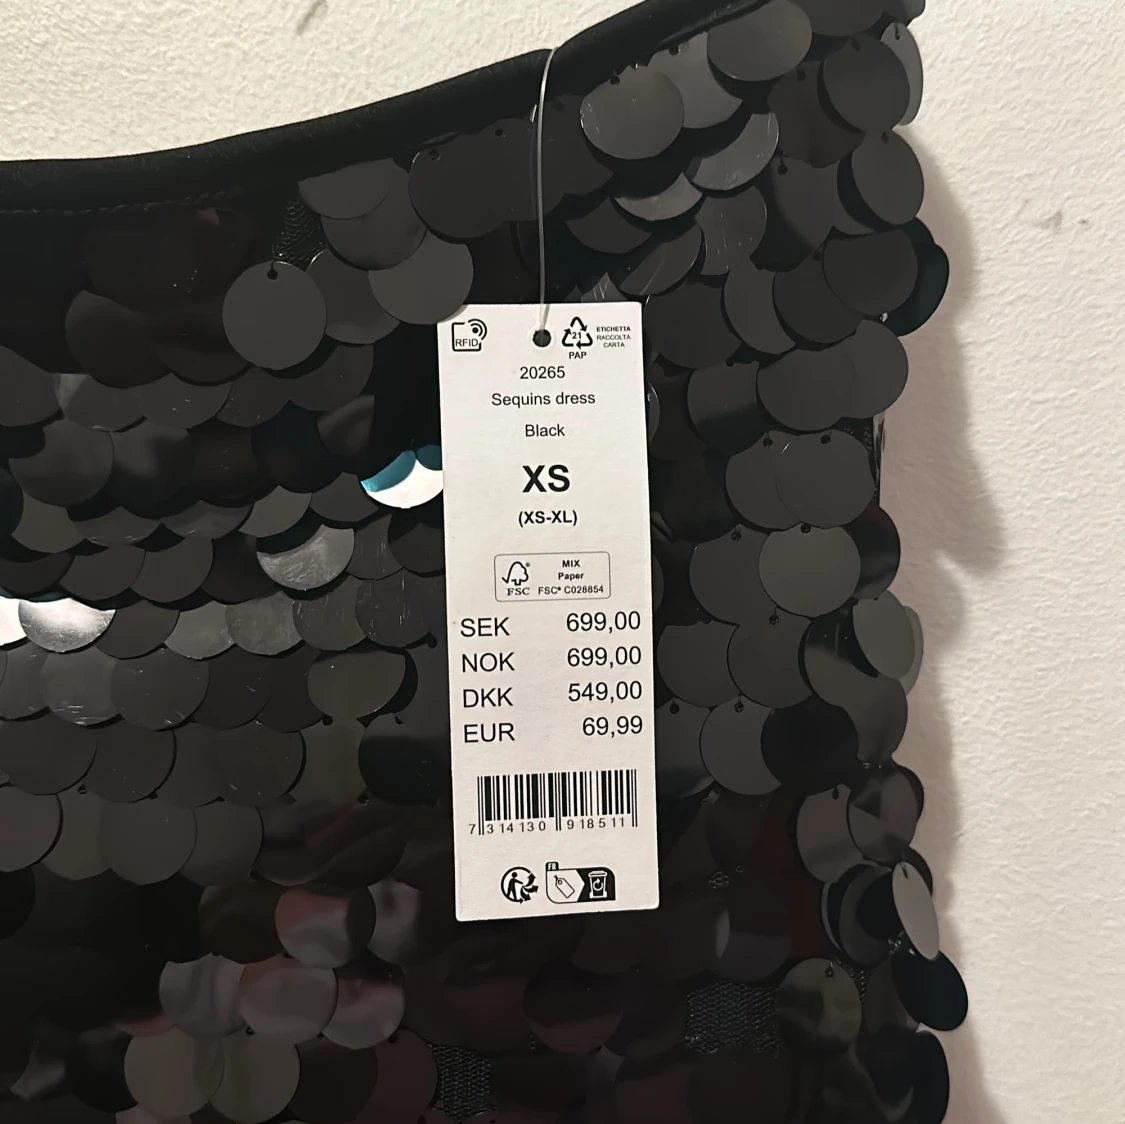 RFID
21
PAP
ETICHETTA
RACCOLTA
CARTA
20265
Sequins dress
Black
XS
(XS-XL)
FSC
MIX
Paper
FSC® C028854
SEK 699,00
NOK 699,00
DKK 549,00
EUR 69,99
7 314130 918511
FR